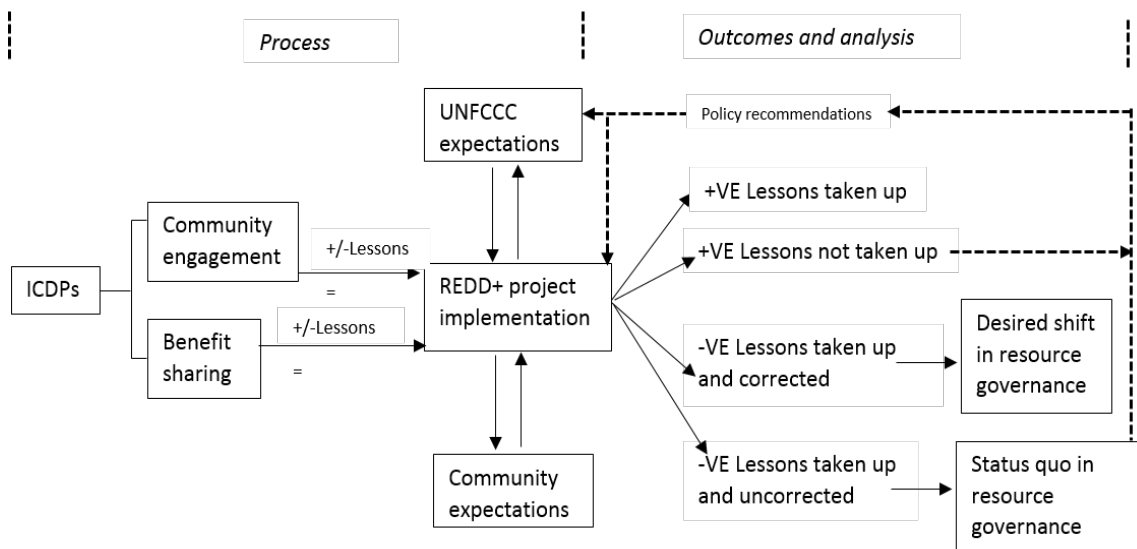 Process
Outcomes and analysis
UNFCCC
expectations
Policy recommendations
+VE Lessons taken up
Community
engagement
+/-Lessons
+VE Lessons not taken up
ICDPs
=
REDD+ project
implementation
+/-Lessons
Benefit
sharing
=
-VE Lessons taken up
and corrected
Desired shift
in resource
governance
Community
expectations
-VE Lessons taken up
and uncorrected
Status quo in
resource
governance